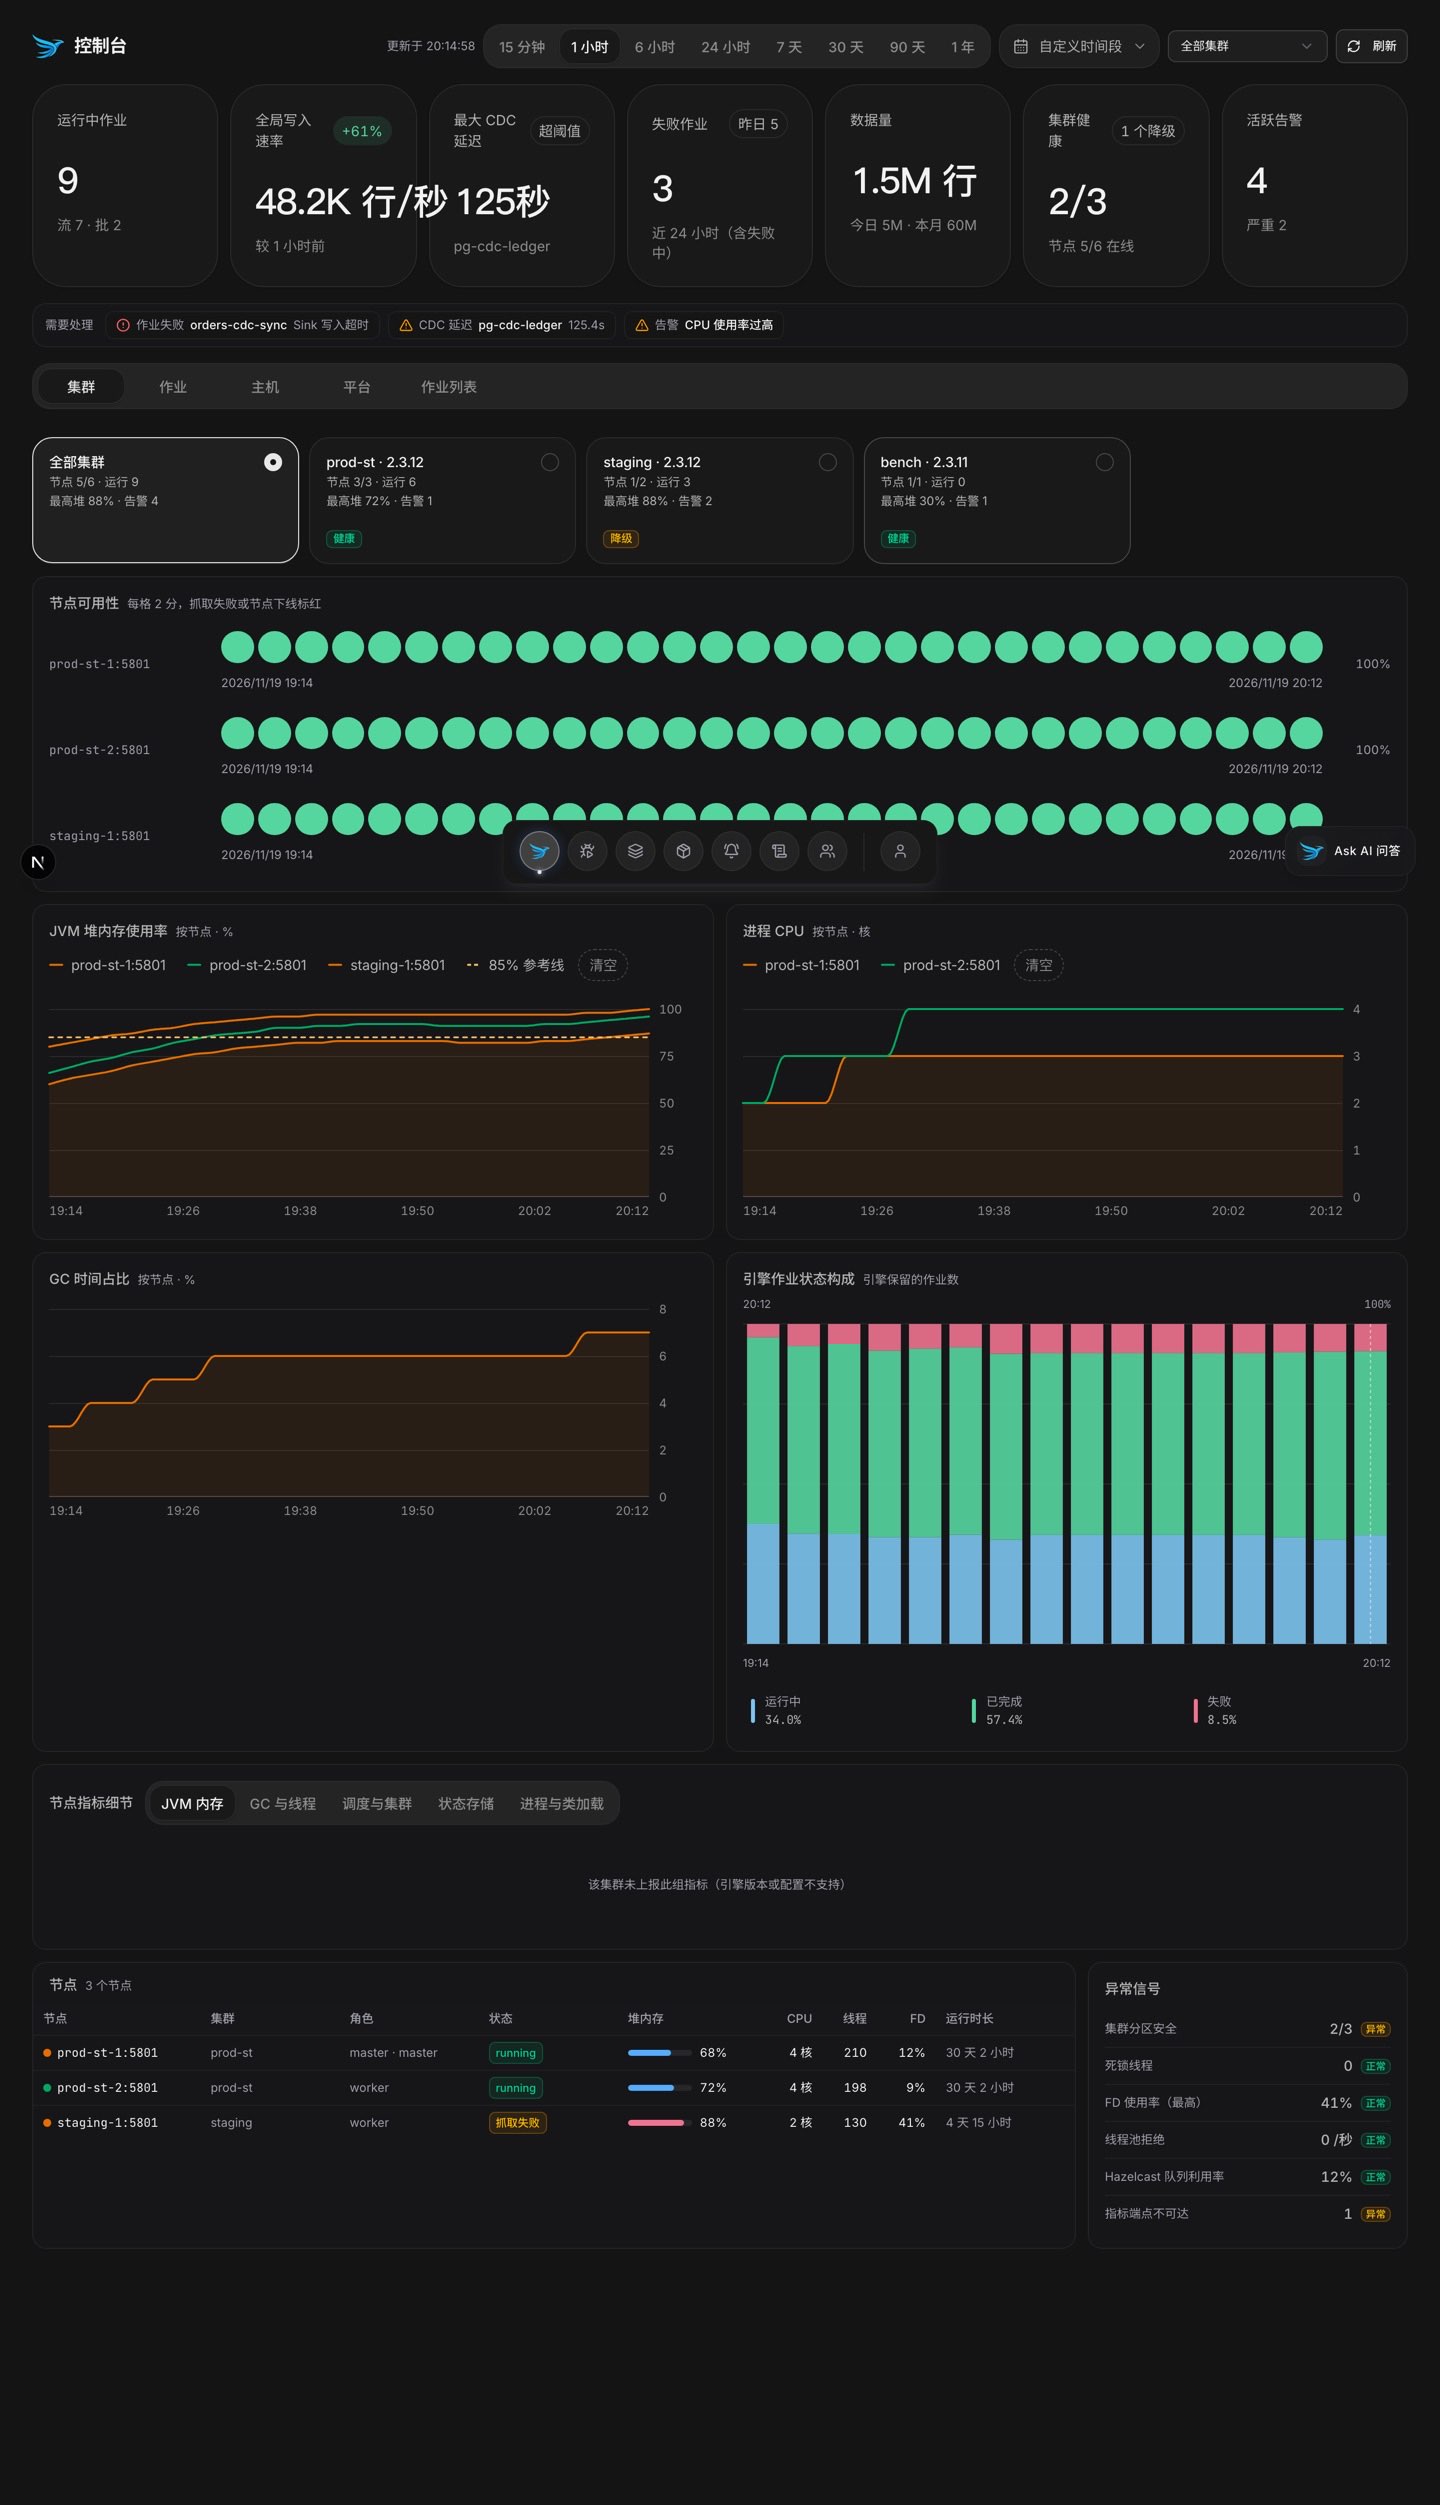 控制台
更新于 20:14:58
15 分钟 1 小时 6 小时 24 小时 7 天 30 天 90 天 1 年
自定义时间段
全部集群
刷新
运行中作业
9
流 7 · 批 2
全局写入
速率
+61%
48.2K 行/秒
较 1 小时前
最大 CDC
延迟
超阈值
125秒
pg-cdc-ledger
失败作业
昨日 5
3
近 24 小时（含失败
中）
数据量
1.5M 行
今日 5M · 本月 60M
集群健
康
1 个降级
2/3
节点 5/6 在线
活跃告警
4
严重 2
需要处理
作业失败 orders-cdc-sync Sink 写入超时
CDC 延迟 pg-cdc-ledger 125.4s
告警 CPU 使用率过高
集群 作业 主机 平台 作业列表
全部集群
节点 5/6 · 运行 9
最高堆 88% · 告警 4
prod-st · 2.3.12
节点 3/3 · 运行 6
最高堆 72% · 告警 1
健康
staging · 2.3.12
节点 1/2 · 运行 3
最高堆 88% · 告警 2
降级
bench · 2.3.11
节点 1/1 · 运行 0
最高堆 30% · 告警 1
健康
节点可用性 每格 2 分，抓取失败或节点下线标红
prod-st-1:5801
100%
2026/11/19 19:14 2026/11/19 20:12
prod-st-2:5801
100%
2026/11/19 19:14 2026/11/19 20:12
staging-1:5801
2026/11/19 19:14 2026/11/19
N
Ask AI 问答
JVM 堆内存使用率 按节点 · %
prod-st-1:5801 prod-st-2:5801 staging-1:5801 85% 参考线 清空
100
75
50
25
0
19:14 19:26 19:38 19:50 20:02 20:12
进程 CPU 按节点 · 核
prod-st-1:5801 prod-st-2:5801 清空
4
3
2
1
0
19:14 19:26 19:38 19:50 20:02 20:12
GC 时间占比 按节点 · %
8
6
4
2
0
19:14 19:26 19:38 19:50 20:02 20:12
引擎作业状态构成 引擎保留的作业数
20:12 100%
19:14 20:12
运行中
34.0%
已完成
57.4%
失败
8.5%
节点指标细节 JVM 内存 GC 与线程 调度与集群 状态存储 进程与类加载
该集群未上报此组指标（引擎版本或配置不支持）
节点 3 个节点
节点 集群 角色 状态 堆内存 CPU 线程 FD 运行时长
prod-st-1:5801 prod-st master · master running 68% 4 核 210 12% 30 天 2 小时
prod-st-2:5801 prod-st worker running 72% 4 核 198 9% 30 天 2 小时
staging-1:5801 staging worker 抓取失败 88% 2 核 130 41% 4 天 15 小时
异常信号
集群分区安全 2/3 异常
死锁线程 0 正常
FD 使用率（最高） 41% 正常
线程池拒绝 0 /秒 正常
Hazelcast 队列利用率 12% 正常
指标端点不可达 1 异常